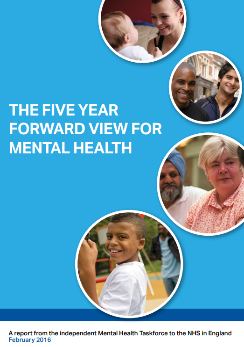 THE FIVE YEAR
FORWARD VIEW FOR
MENTAL HEALTH
A report from the independent Mental Health Taskforce to the NHS in England
February 2016